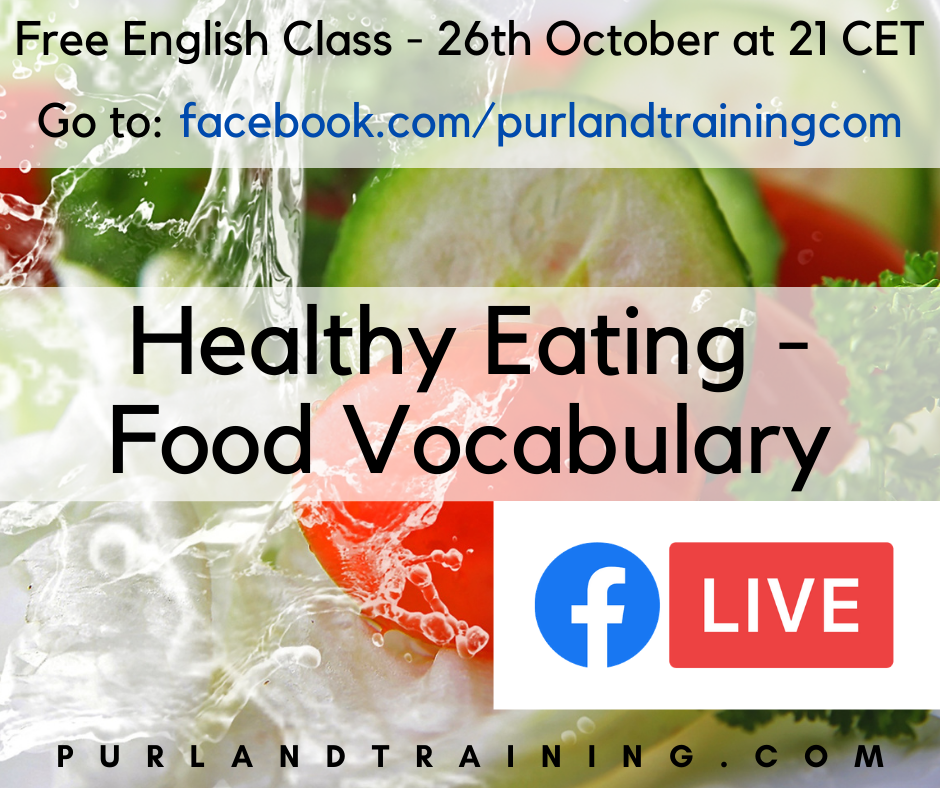 Free English Class - 26th October at 21 CET
Go to: facebook.com/purlandtrainingcom
Healthy Eating -
Food Vocabulary
f LIVE
PURLANDTRAINING.COM